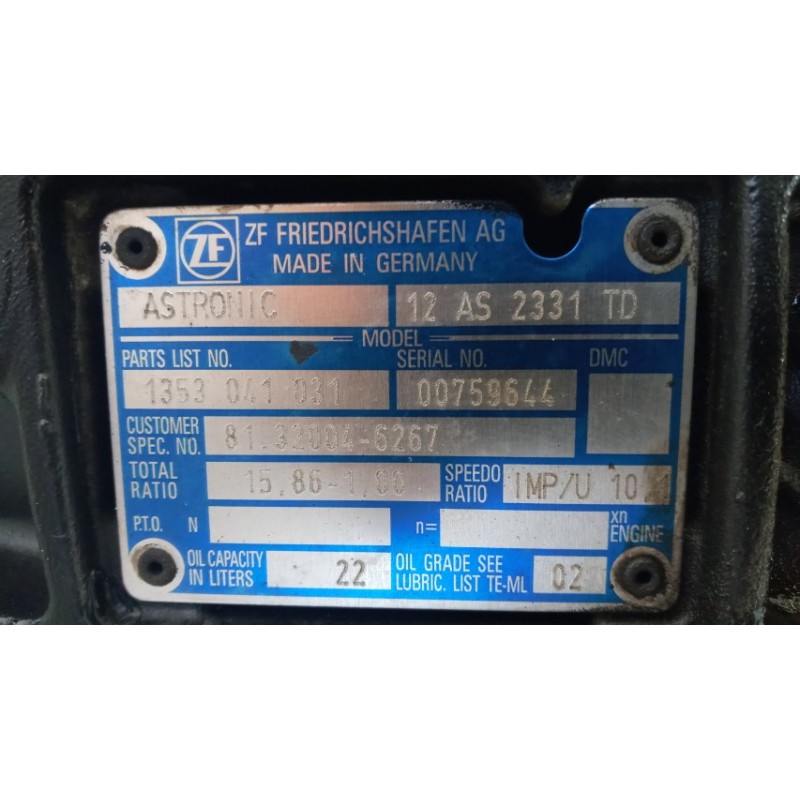 ZF ZF FRIEDRICHSHAFEN AG
MADE IN GERMANY
ASTRONIC 12 AS 2331 TD
MODEL
PARTS LIST NO. SERIAL NO. DMC
1353 041 031 00759644
CUSTOMER SPEC. NO. 81.32004-6267
TOTAL RATIO 15,86-1,00 SPEEDO RATIO IMP/U 10,1
P.T.O. N n= xn ENGINE
OIL CAPACITY IN LITERS 22 OIL GRADE SEE LUBRIC. LIST TE-ML 02